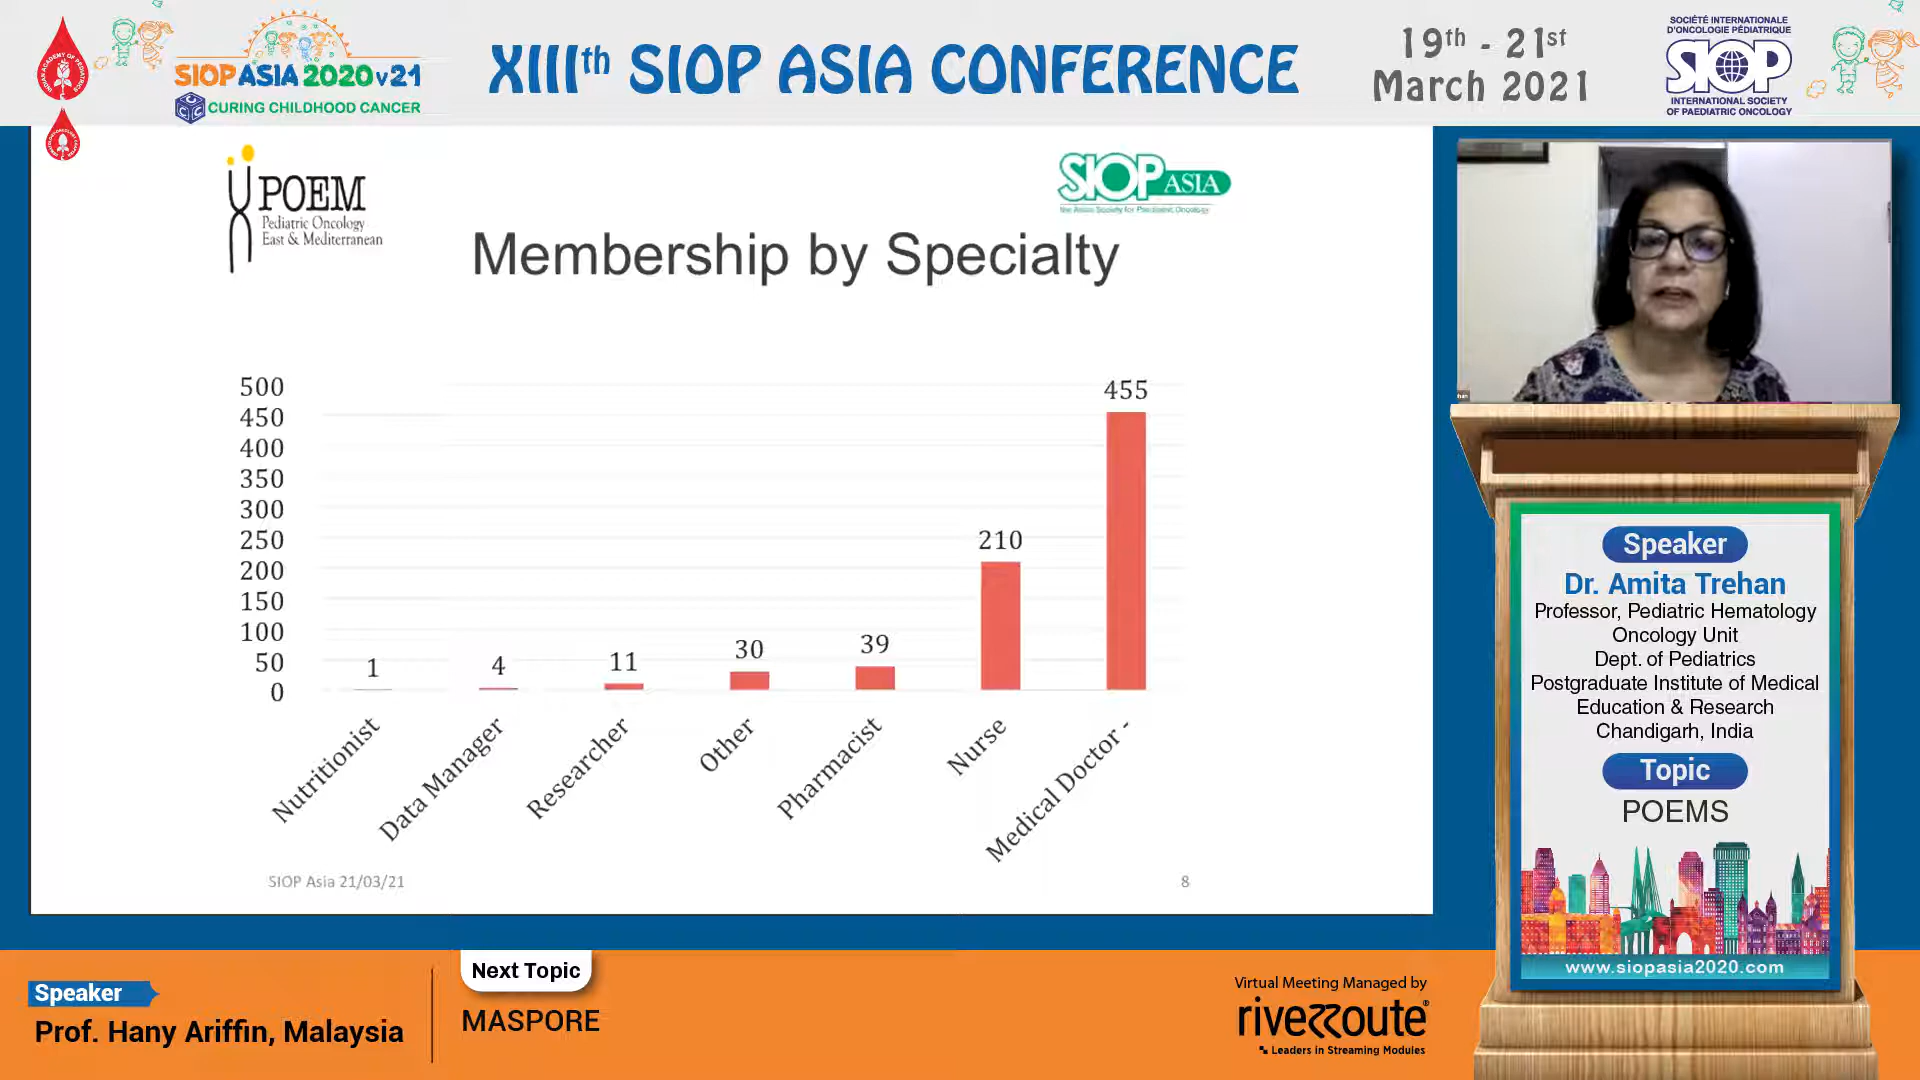 SIOP ASIA 2020 v21
CURING CHILDHOOD CANCER
XIIIth SIOP ASIA CONFERENCE
19th - 21st
March 2021
SOCIÉTÉ INTERNATIONALE
D'ONCOLOGIE PÉDIATRIQUE
SIOP
INTERNATIONAL SOCIETY
OF PAEDIATRIC ONCOLOGY
POEM
Pediatric Oncology
East & Mediterranean
SIOP ASIA
the Asian Society for Paediatric Oncology
Membership by Specialty
500
450
400
350
300
250
200
150
100
50
0
1
4
11
30
39
210
455
Nutritionist
Data Manager
Researcher
Other
Pharmacist
Nurse
Medical Doctor -
SIOP Asia 21/03/21
8
Speaker
Dr. Amita Trehan
Professor, Pediatric Hematology
Oncology Unit
Dept. of Pediatrics
Postgraduate Institute of Medical
Education & Research
Chandigarh, India
Topic
POEMS
www.siopasia2020.com
Speaker
Prof. Hany Ariffin, Malaysia
Next Topic
MASPORE
Virtual Meeting Managed by
riverroute
Leaders in Streaming Modules